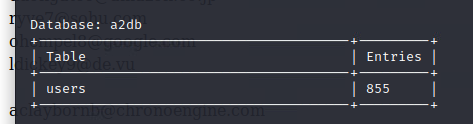 Database: a2db
| Table | Entries |
| users | 855 |